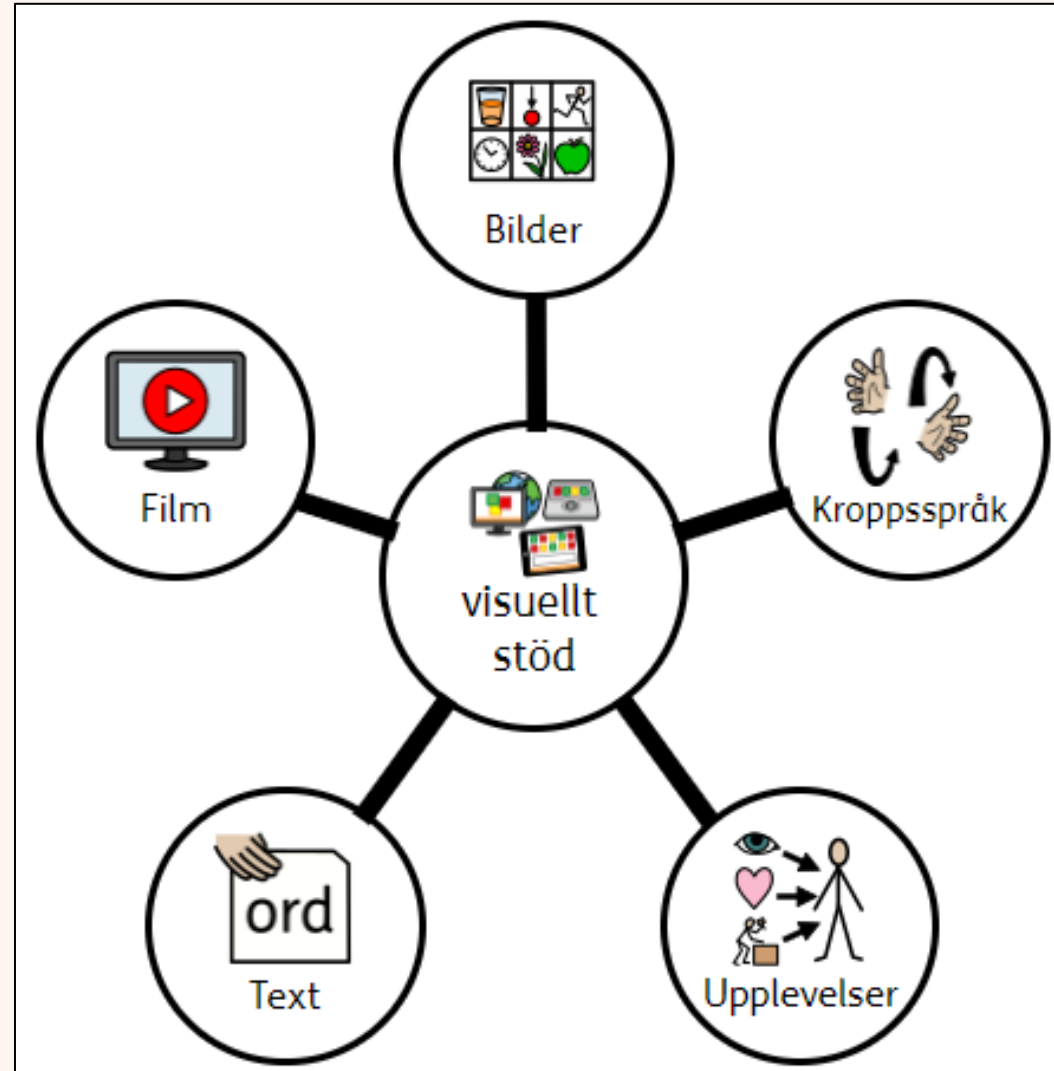 Bilder
Film
Kroppsspråk
visuellt
stöd
ord
Text
Upplevelser